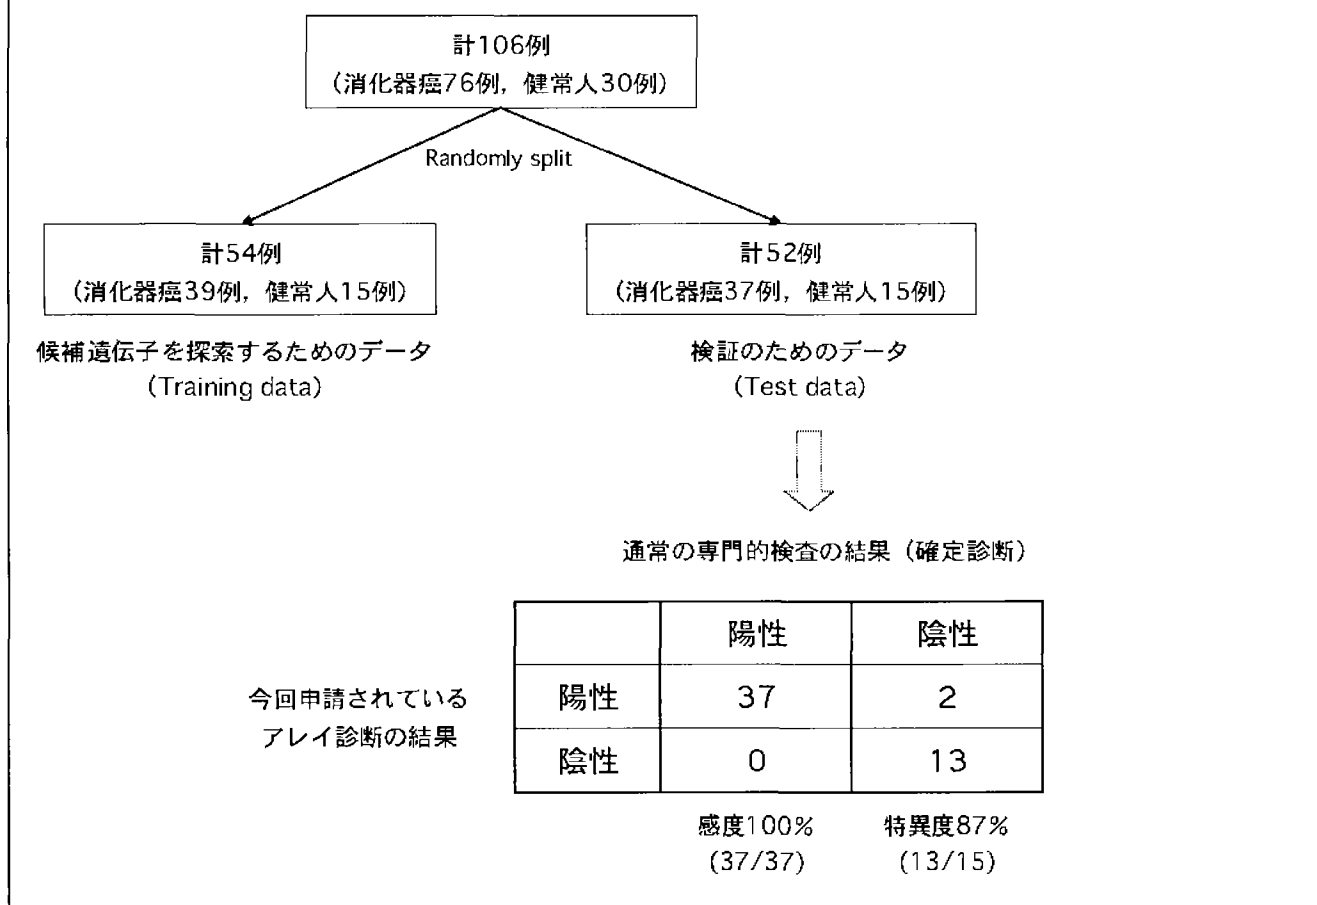 計106例
（消化器癌76例，健常人30例）
Randomly split
計54例
（消化器癌39例，健常人15例）
計52例
（消化器癌37例，健常人15例）
候補遺伝子を探索するためのデータ
（Training data）
検証のためのデータ
（Test data）
通常の専門的検査の結果（確定診断）
陽性 陰性
今回申請されている
アレイ診断の結果
陽性 37 2
陰性 0 13
感度100％
(37/37)
特異度87％
(13/15)